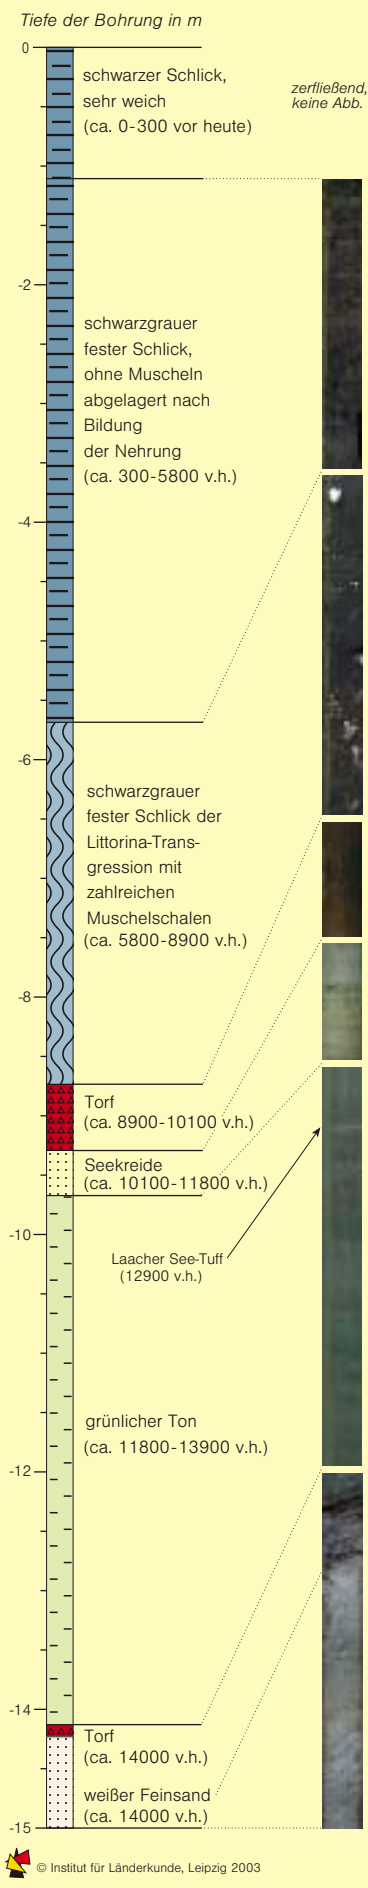 Tiefe der Bohrung in m
0
schwarzer Schlick,
sehr weich
(ca. 0-300 vor heute)
zerfließend,
keine Abb.
-2
schwarzgrauer
fester Schlick,
ohne Muscheln
abgelagert nach
Bildung
der Nehrung
(ca. 300-5800 v.h.)
-4
-6
schwarzgrauer
fester Schlick der
Littorina-Trans-
gression mit
zahlreichen
Muschelschalen
(ca. 5800-8900 v.h.)
-8
Torf
(ca. 8900-10100 v.h.)
Seekreide
(ca. 10100-11800 v.h.)
-10
Laacher See-Tuff
(12900 v.h.)
grünlicher Ton
(ca. 11800-13900 v.h.)
-12
-14
Torf
(ca. 14000 v.h.)
weißer Feinsand
(ca. 14000 v.h.)
-15
© Institut für Länderkunde, Leipzig 2003